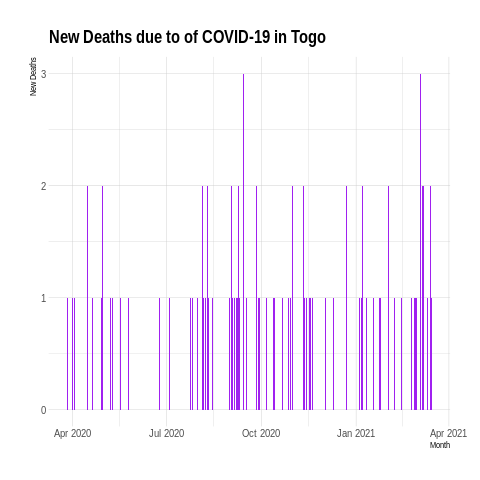 New Deaths due to of COVID-19 in Togo
New Deaths
3
2
1
0
Apr 2020 Jul 2020 Oct 2020 Jan 2021 Apr 2021
Month